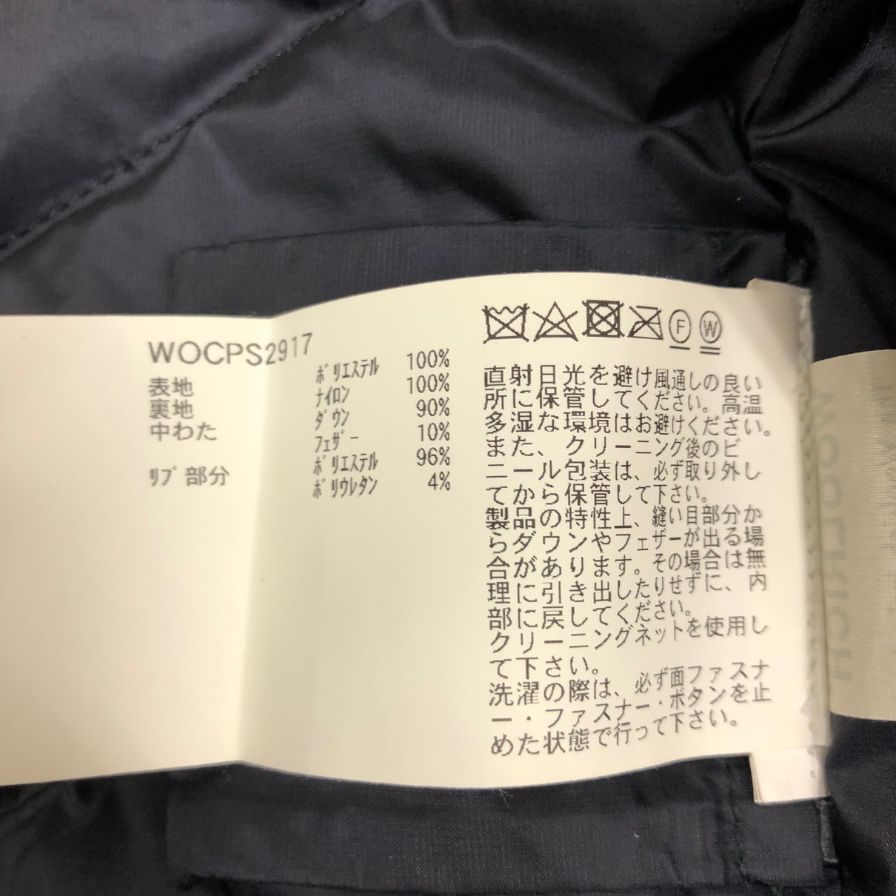 WOCPS2917
表地 ポリエステル 100%
裏地 ナイロン 100%
中わた ダウン 90%
フェザー 10%
リブ部分 ポリエステル 96%
ポリウレタン 4%
F W
直射日光を避け風通しの良い
所に保管してください。高温
多湿な環境はお避けください。
また、クリーニング後のビ
ニール包装は、必ず取り外し
てから保管して下さい。
製品の特性上、縫い目部分か
らダウンやフェザーが出る場
合があります。その場合は無
理に引き出したりせずに、内
部に戻してください。
クリーニングネットを使用し
て下さい。
洗濯の際は、必ず面ファスナ
ー・ファスナー・ボタンを止
めた状態で行って下さい。
WOOLRICH